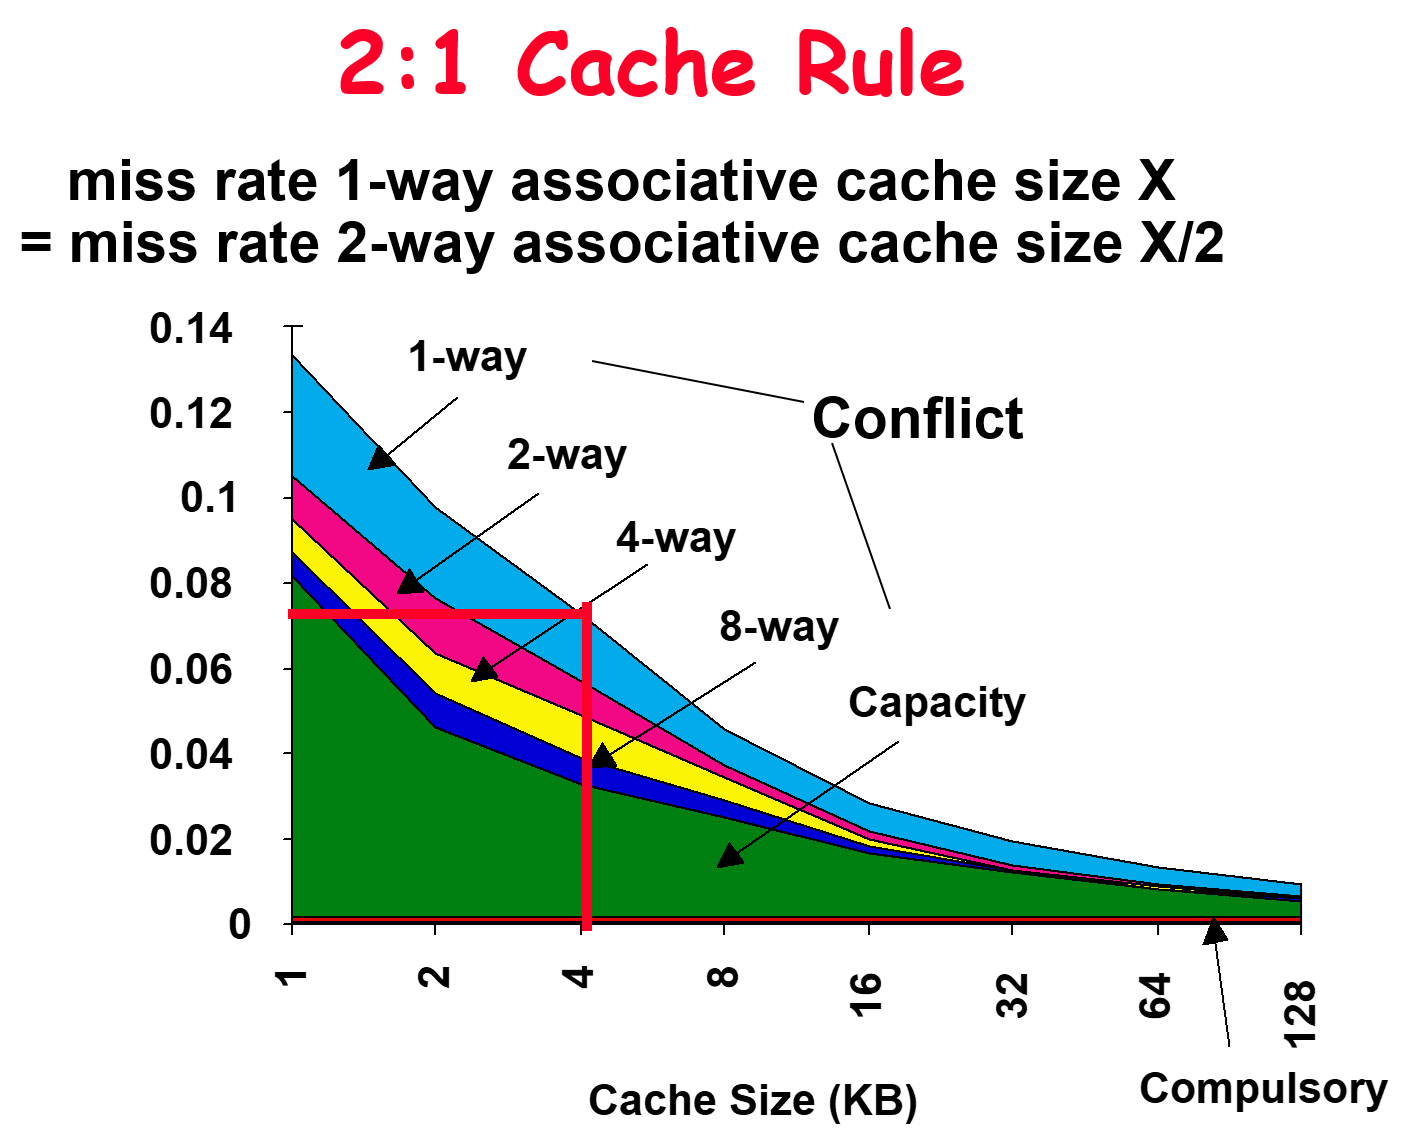 2:1 Cache Rule
miss rate 1-way associative cache size X
= miss rate 2-way associative cache size X/2
0.14
0.12
0.1
0.08
0.06
0.04
0.02
0
1-way
2-way
4-way
8-way
Conflict
Capacity
1
2
4
8
16
32
64
128
Cache Size (KB)
Compulsory